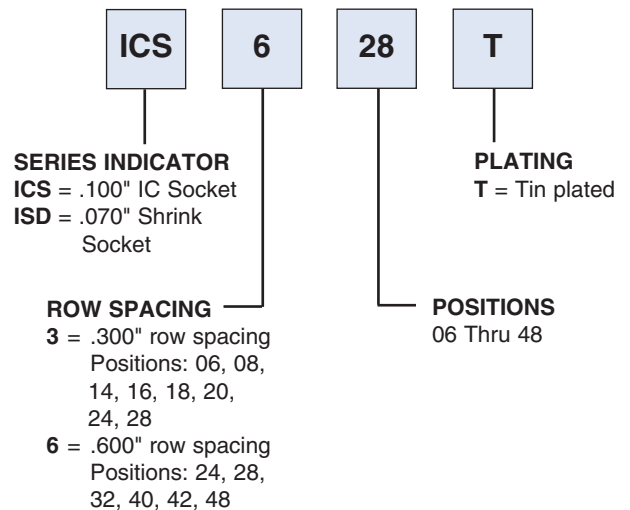 ICS 6 28 T
SERIES INDICATOR
ICS = .100" IC Socket
ISD = .070" Shrink
Socket
PLATING
T = Tin plated
ROW SPACING
3 = .300" row spacing
Positions: 06, 08,
14, 16, 18, 20,
24, 28
6 = .600" row spacing
Positions: 24, 28,
32, 40, 42, 48
POSITIONS
06 Thru 48